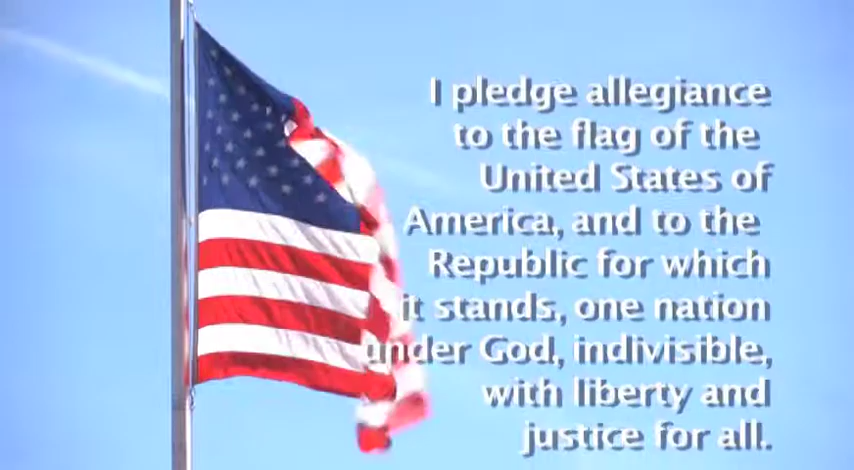 I pledge allegiance
to the flag of the
United States of
America, and to the
Republic for which
it stands, one nation
under God, indivisible,
with liberty and
justice for all.